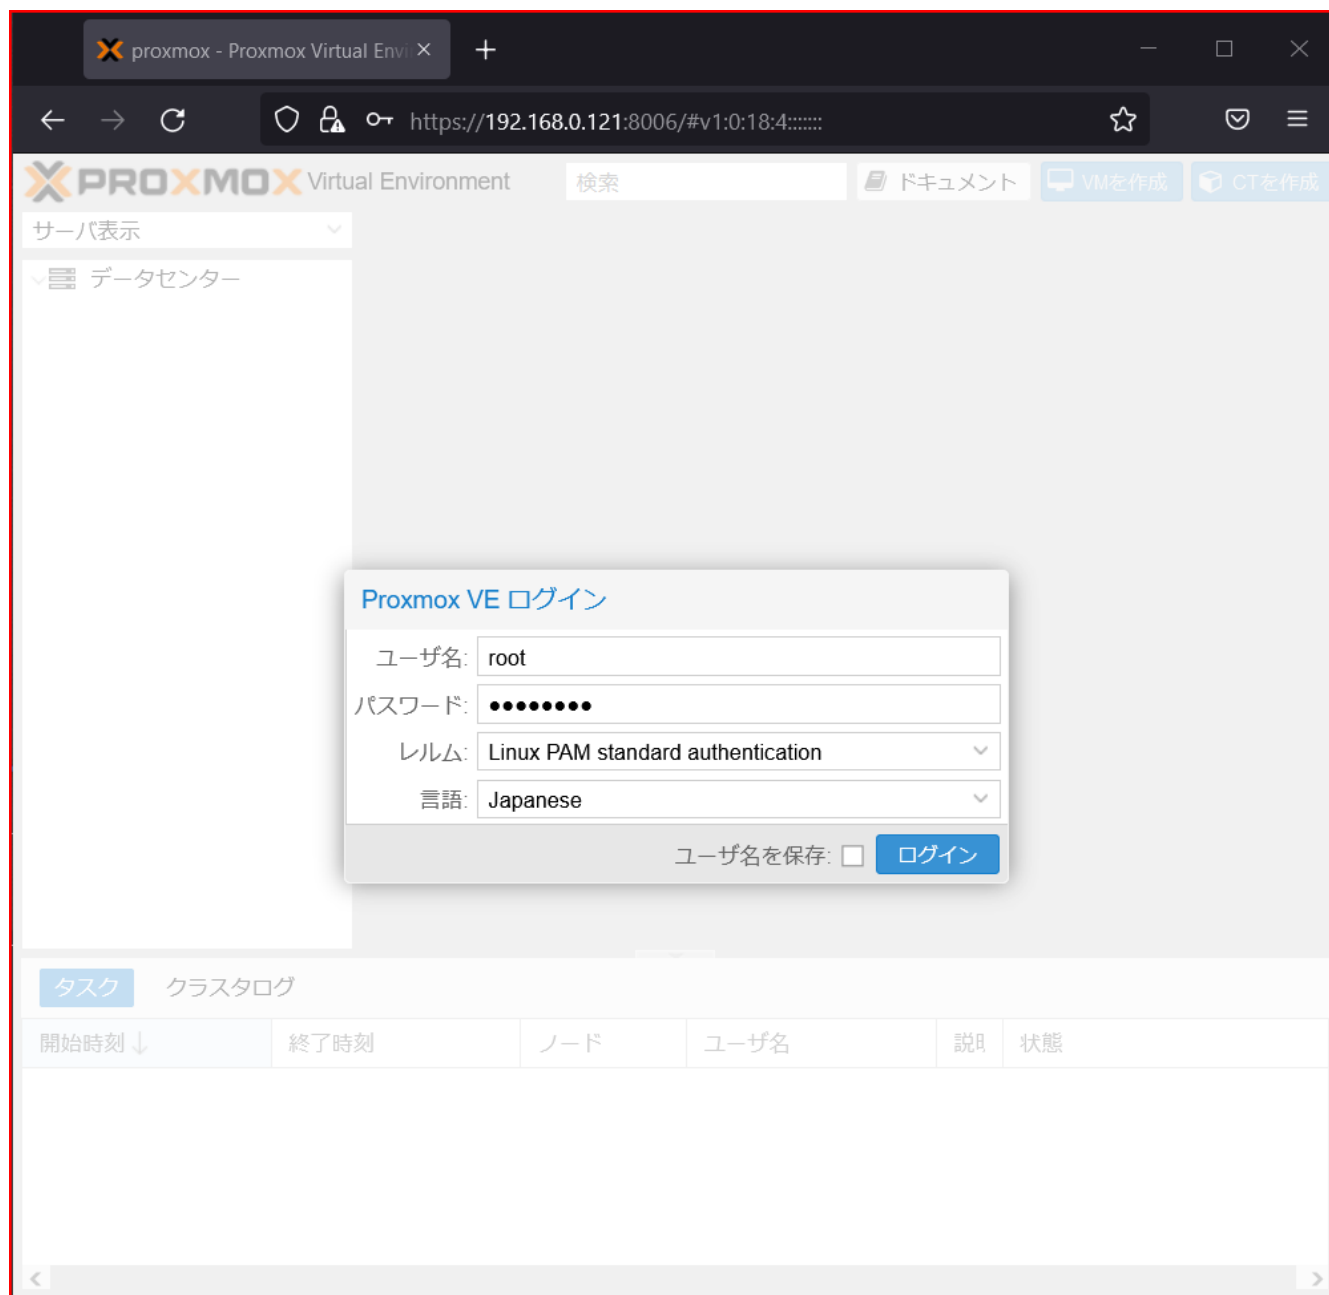 proxmox - Proxmox Virtual Envi
https://192.168.0.121:8006/#v1:0:18:4:::::::
PROXMOX Virtual Environment 検索 ドキュメント VMを作成 CTを作成
サーバ表示
データセンター
Proxmox VE ログイン
ユーザ名: root
パスワード: ●●●●●●●●
レルム: Linux PAM standard authentication
言語: Japanese
ユーザ名を保存: ログイン
タスク クラスタログ
開始時刻 終了時刻 ノード ユーザ名 説明 状態